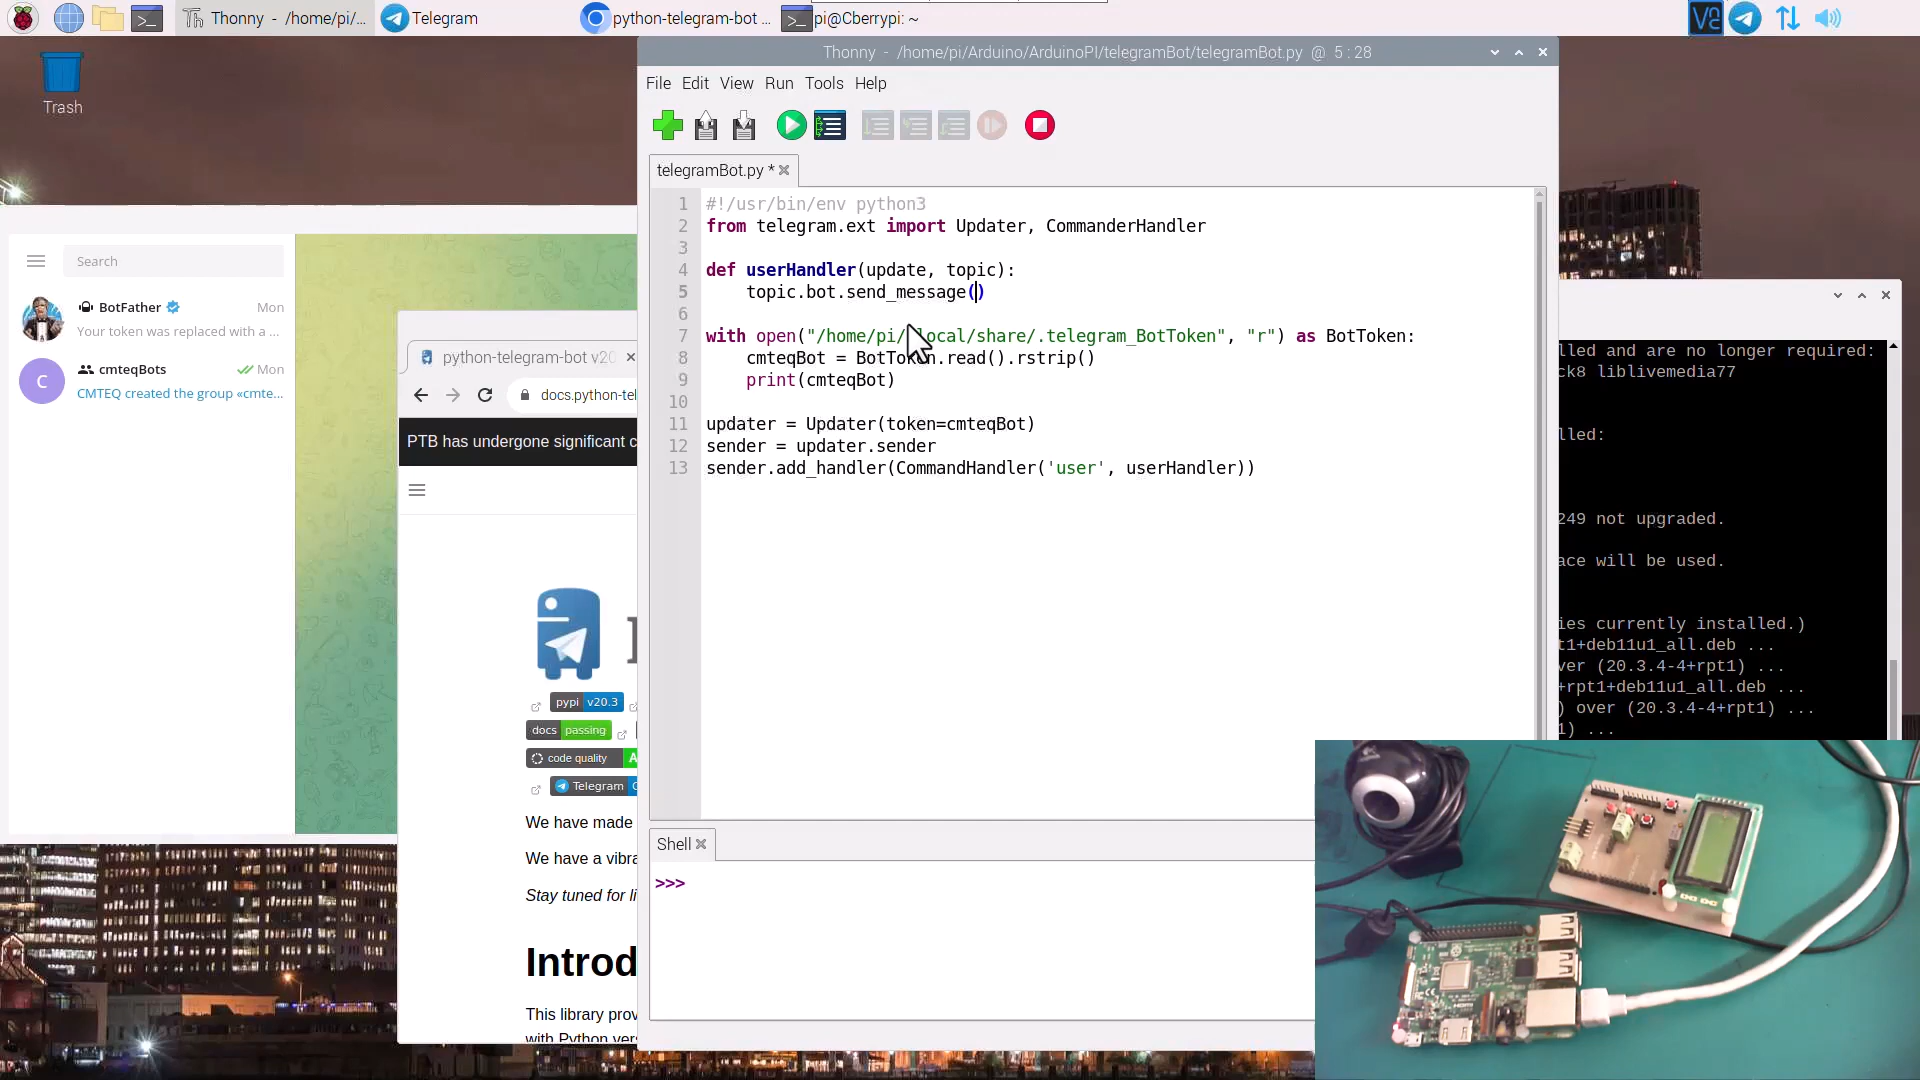 Thonny - /home/pi/...
Telegram
python-telegram-bot ...
pi@Cberrypi: ~
Trash
Thonny - /home/pi/Arduino/ArduinoPI/telegramBot/telegramBot.py @ 5 : 28
File Edit View Run Tools Help
telegramBot.py *
1 #!/usr/bin/env python3
2 from telegram.ext import Updater, CommanderHandler
3
4 def userHandler(update, topic):
5 topic.bot.send_message()
6
7 with open("/home/pi/.local/share/.telegram_BotToken", "r") as BotToken:
8 cmteqBot = BotToken.read().rstrip()
9 print(cmteqBot)
10
11 updater = Updater(token=cmteqBot)
12 sender = updater.sender
13 sender.add_handler(CommandHandler('user', userHandler))
Shell
>>>
Search
BotFather Mon
Your token was replaced with a ...
C
cmteqBots Mon
CMTEQ created the group «cmte...
python-telegram-bot v20
docs.python-tel
PTB has undergone significant c
pypi v20.3
docs passing
code quality A
Telegram
We have made
We have a vibra
Stay tuned for li
Introd
This library prov
with Python vers
lled and are no longer required:
ck8 liblivemedia77
lled:
249 not upgraded.
ace will be used.
ies currently installed.)
t1+deb11u1_all.deb ...
ver (20.3.4-4+rpt1) ...
+rpt1+deb11u1_all.deb ...
) over (20.3.4-4+rpt1) ...
1) ...